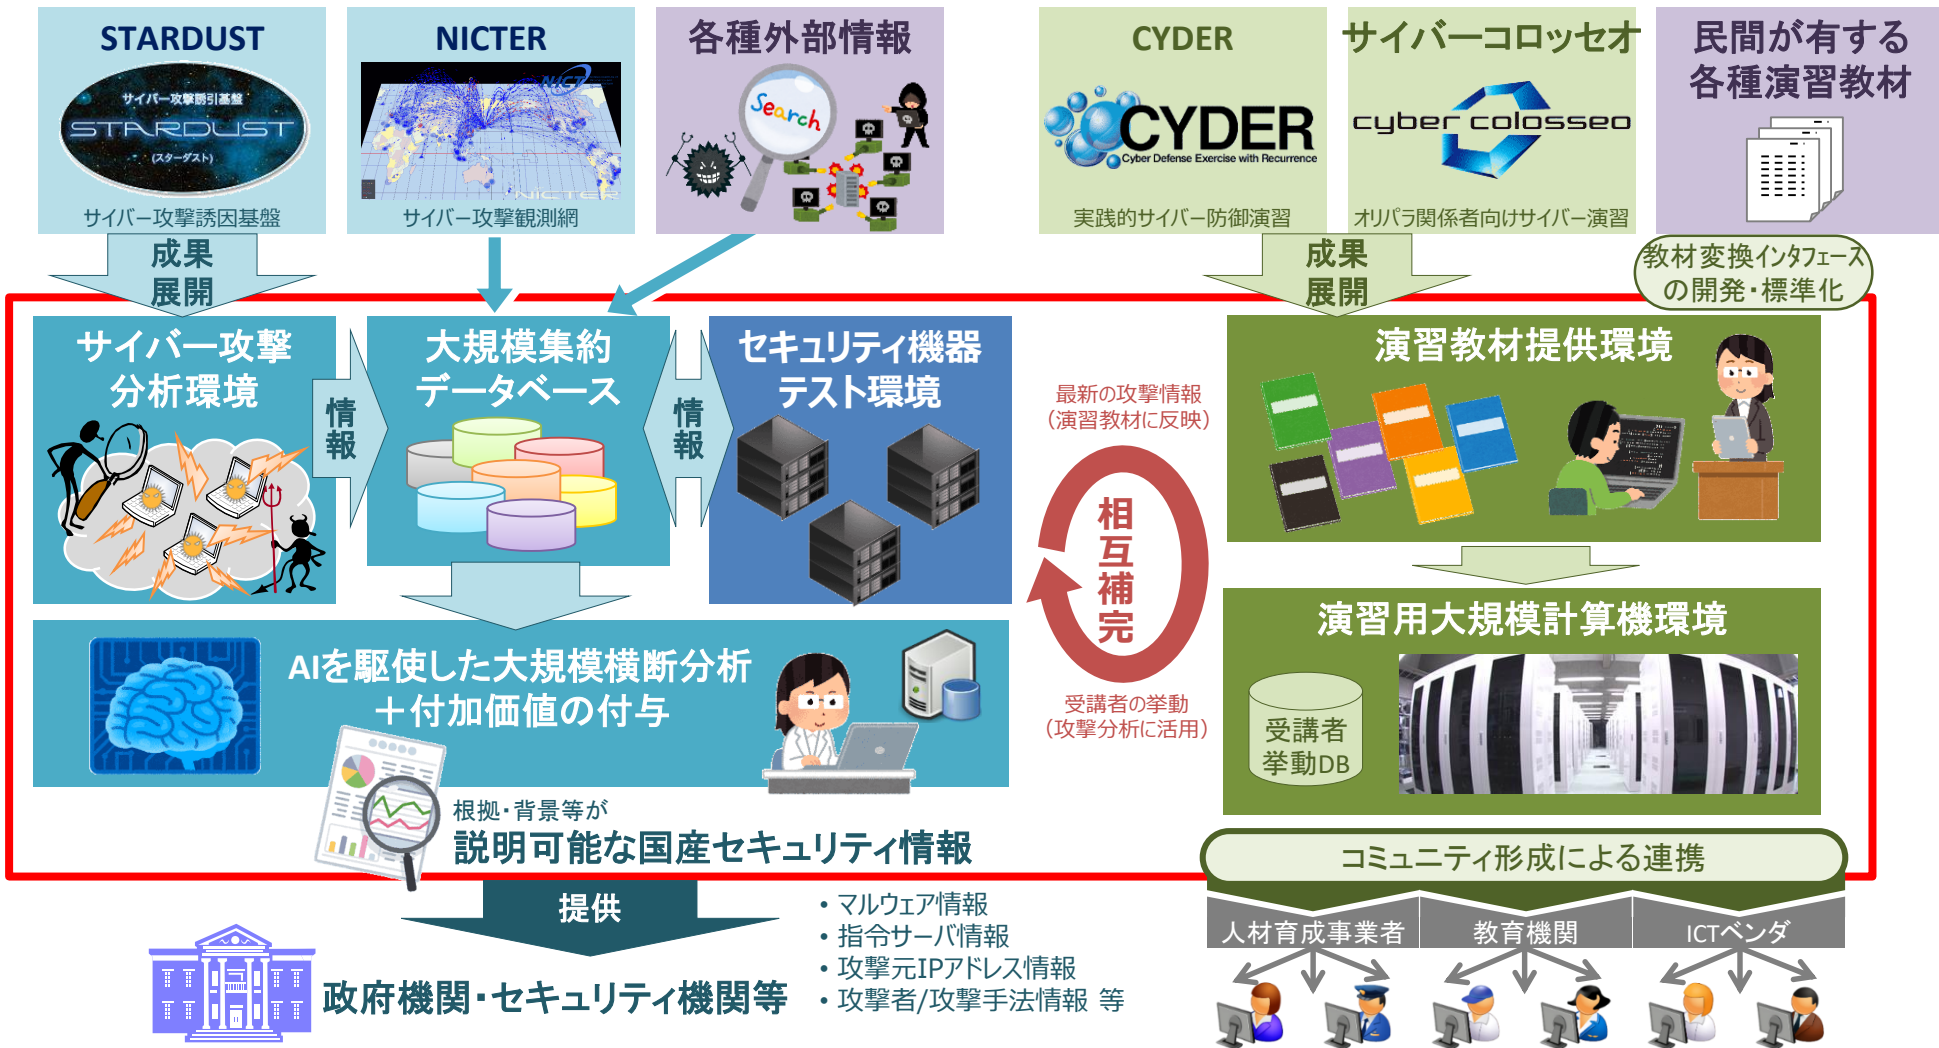 STARDUST
サイバー攻撃誘引基盤
STARDUST
(スターダスト)
サイバー攻撃誘因基盤
NICTER
NICT
NICTER
サイバー攻撃観測網
各種外部情報
Search
CYDER
CYDER
Cyber Defense Exercise with Recurrence
実践的サイバー防御演習
サイバーコロッセオ
cyber colosseo
オリパラ関係者向けサイバー演習
民間が有する
各種演習教材
成果
展開
成果
展開
教材変換インタフェース
の開発・標準化
サイバー攻撃
分析環境
情報
大規模集約
データベース
情報
セキュリティ機器
テスト環境
最新の攻撃情報
(演習教材に反映)
相互補完
受講者の挙動
(攻撃分析に活用)
演習教材提供環境
演習用大規模計算機環境
受講者
挙動DB
AIを駆使した大規模横断分析
＋付加価値の付与
根拠・背景等が
説明可能な国産セキュリティ情報
コミュニティ形成による連携
提供
政府機関・セキュリティ機関等
・マルウェア情報
・指令サーバ情報
・攻撃元IPアドレス情報
・攻撃者/攻撃手法情報 等
人材育成事業者
教育機関
ICTベンダ